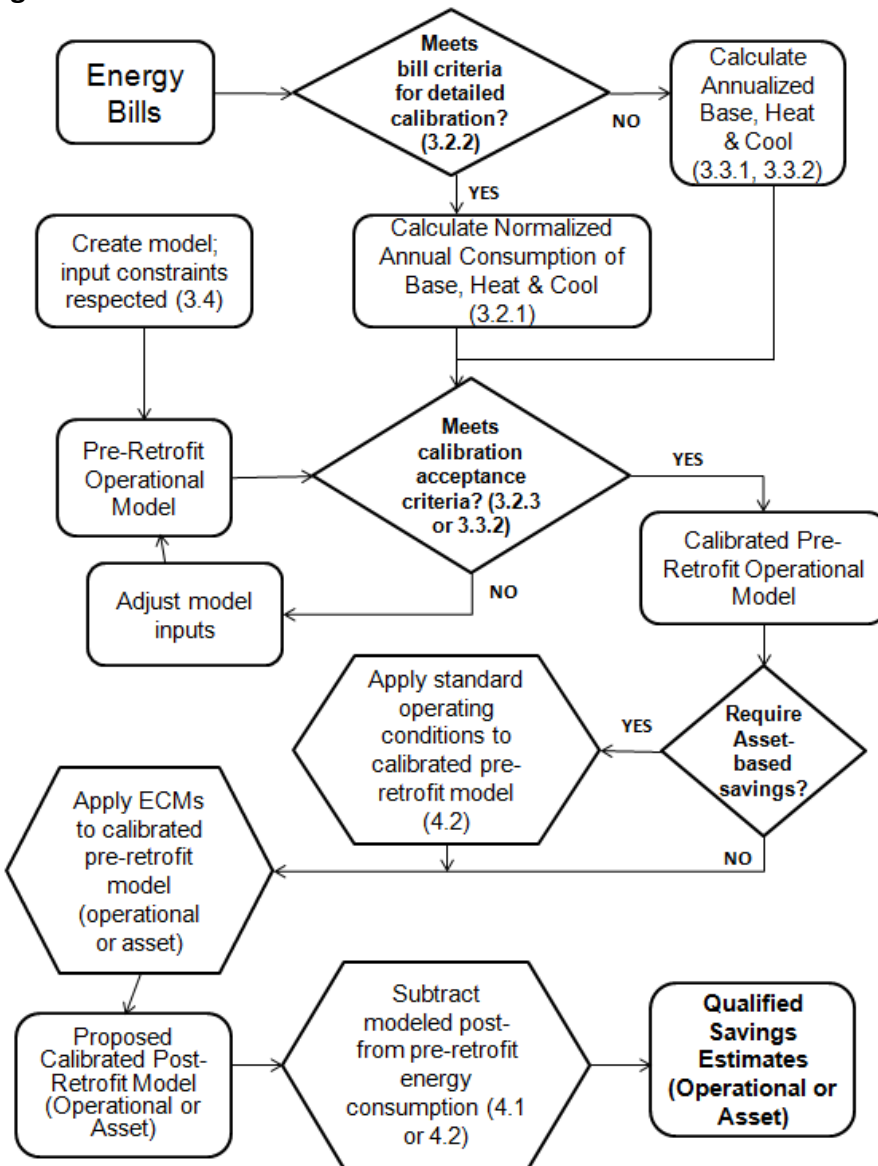 Energy
Bills
Meets
bill criteria
for detailed
calibration?
(3.2.2)
NO
Calculate
Annualized
Base, Heat
& Cool
(3.3.1, 3.3.2)
YES
Calculate Normalized
Annual Consumption of
Base, Heat & Cool
(3.2.1)
Create model;
input constraints
respected (3.4)
Pre-Retrofit
Operational
Model
Meets
calibration
acceptance
criteria? (3.2.3
or 3.3.2)
YES
NO
Adjust model
inputs
Calibrated Pre-
Retrofit Operational
Model
Require
Asset-
based
savings?
YES
NO
Apply standard
operating
conditions to
calibrated pre-
retrofit model
(4.2)
Apply ECMs
to calibrated
pre-retrofit
model
(operational
or asset)
Proposed
Calibrated Post-
Retrofit Model
(Operational or
Asset)
Subtract
modeled post-
from pre-retrofit
energy
consumption (4.1
or 4.2)
Qualified
Savings
Estimates
(Operational or
Asset)